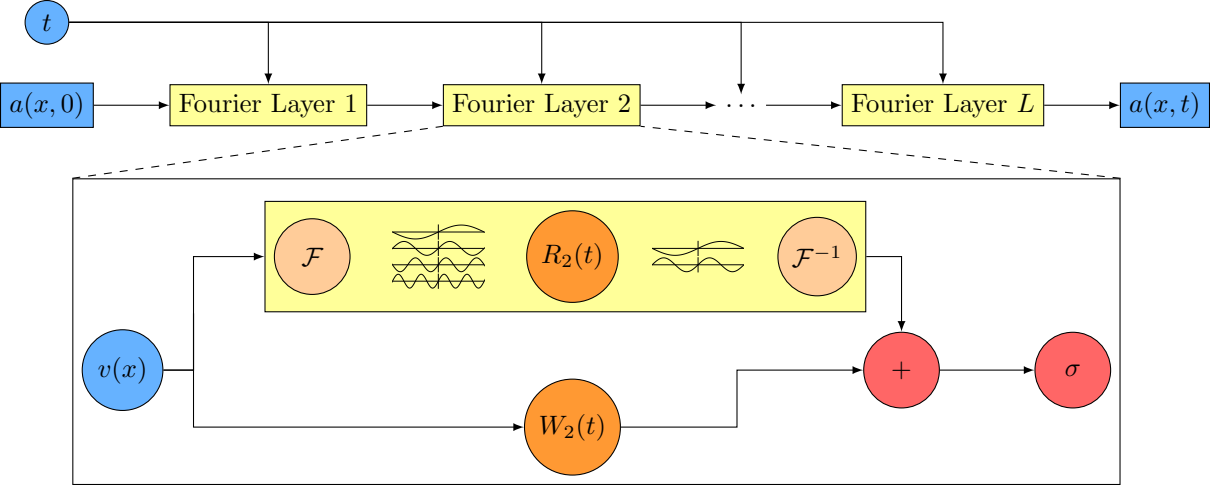 t
a(x, 0) Fourier Layer 1 Fourier Layer 2 ... Fourier Layer L a(x, t)
F R₂(t) F⁻¹
v(x) + σ
W₂(t)